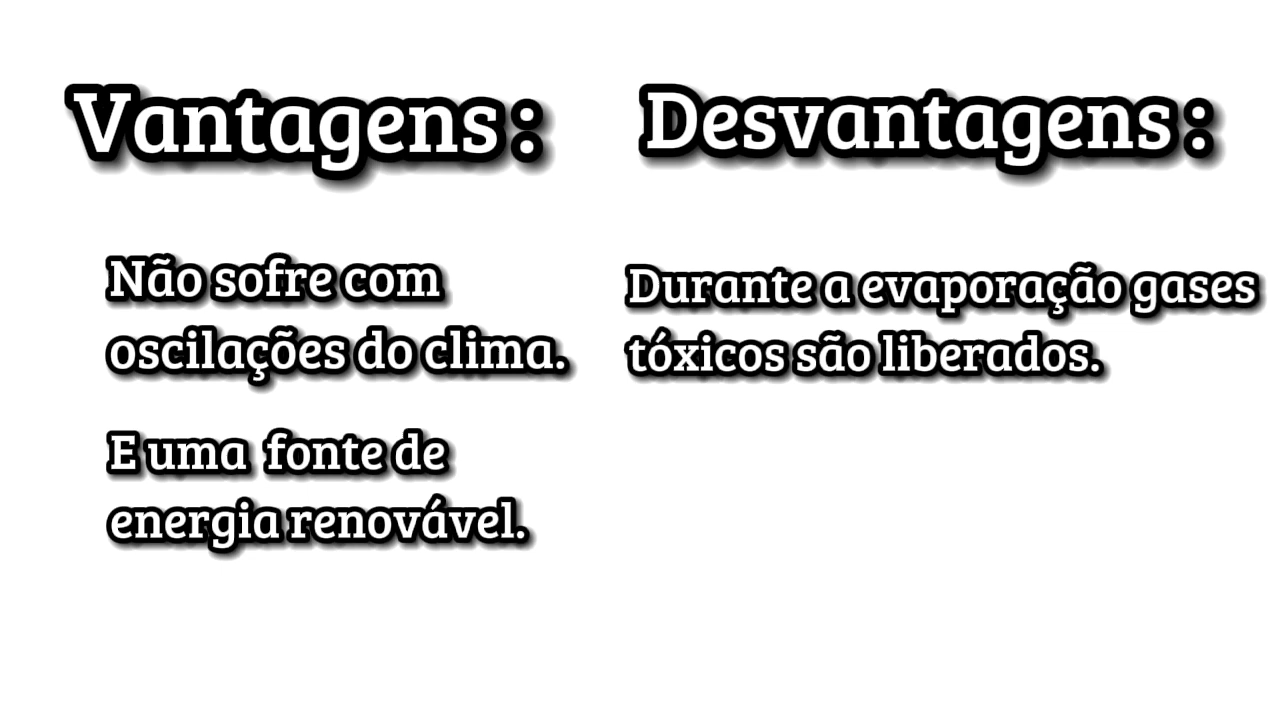 Vantagens:
Não sofre com
oscilações do clima.
E uma fonte de
energia renovável.
Desvantagens:
Durante a evaporação gases
tóxicos são liberados.